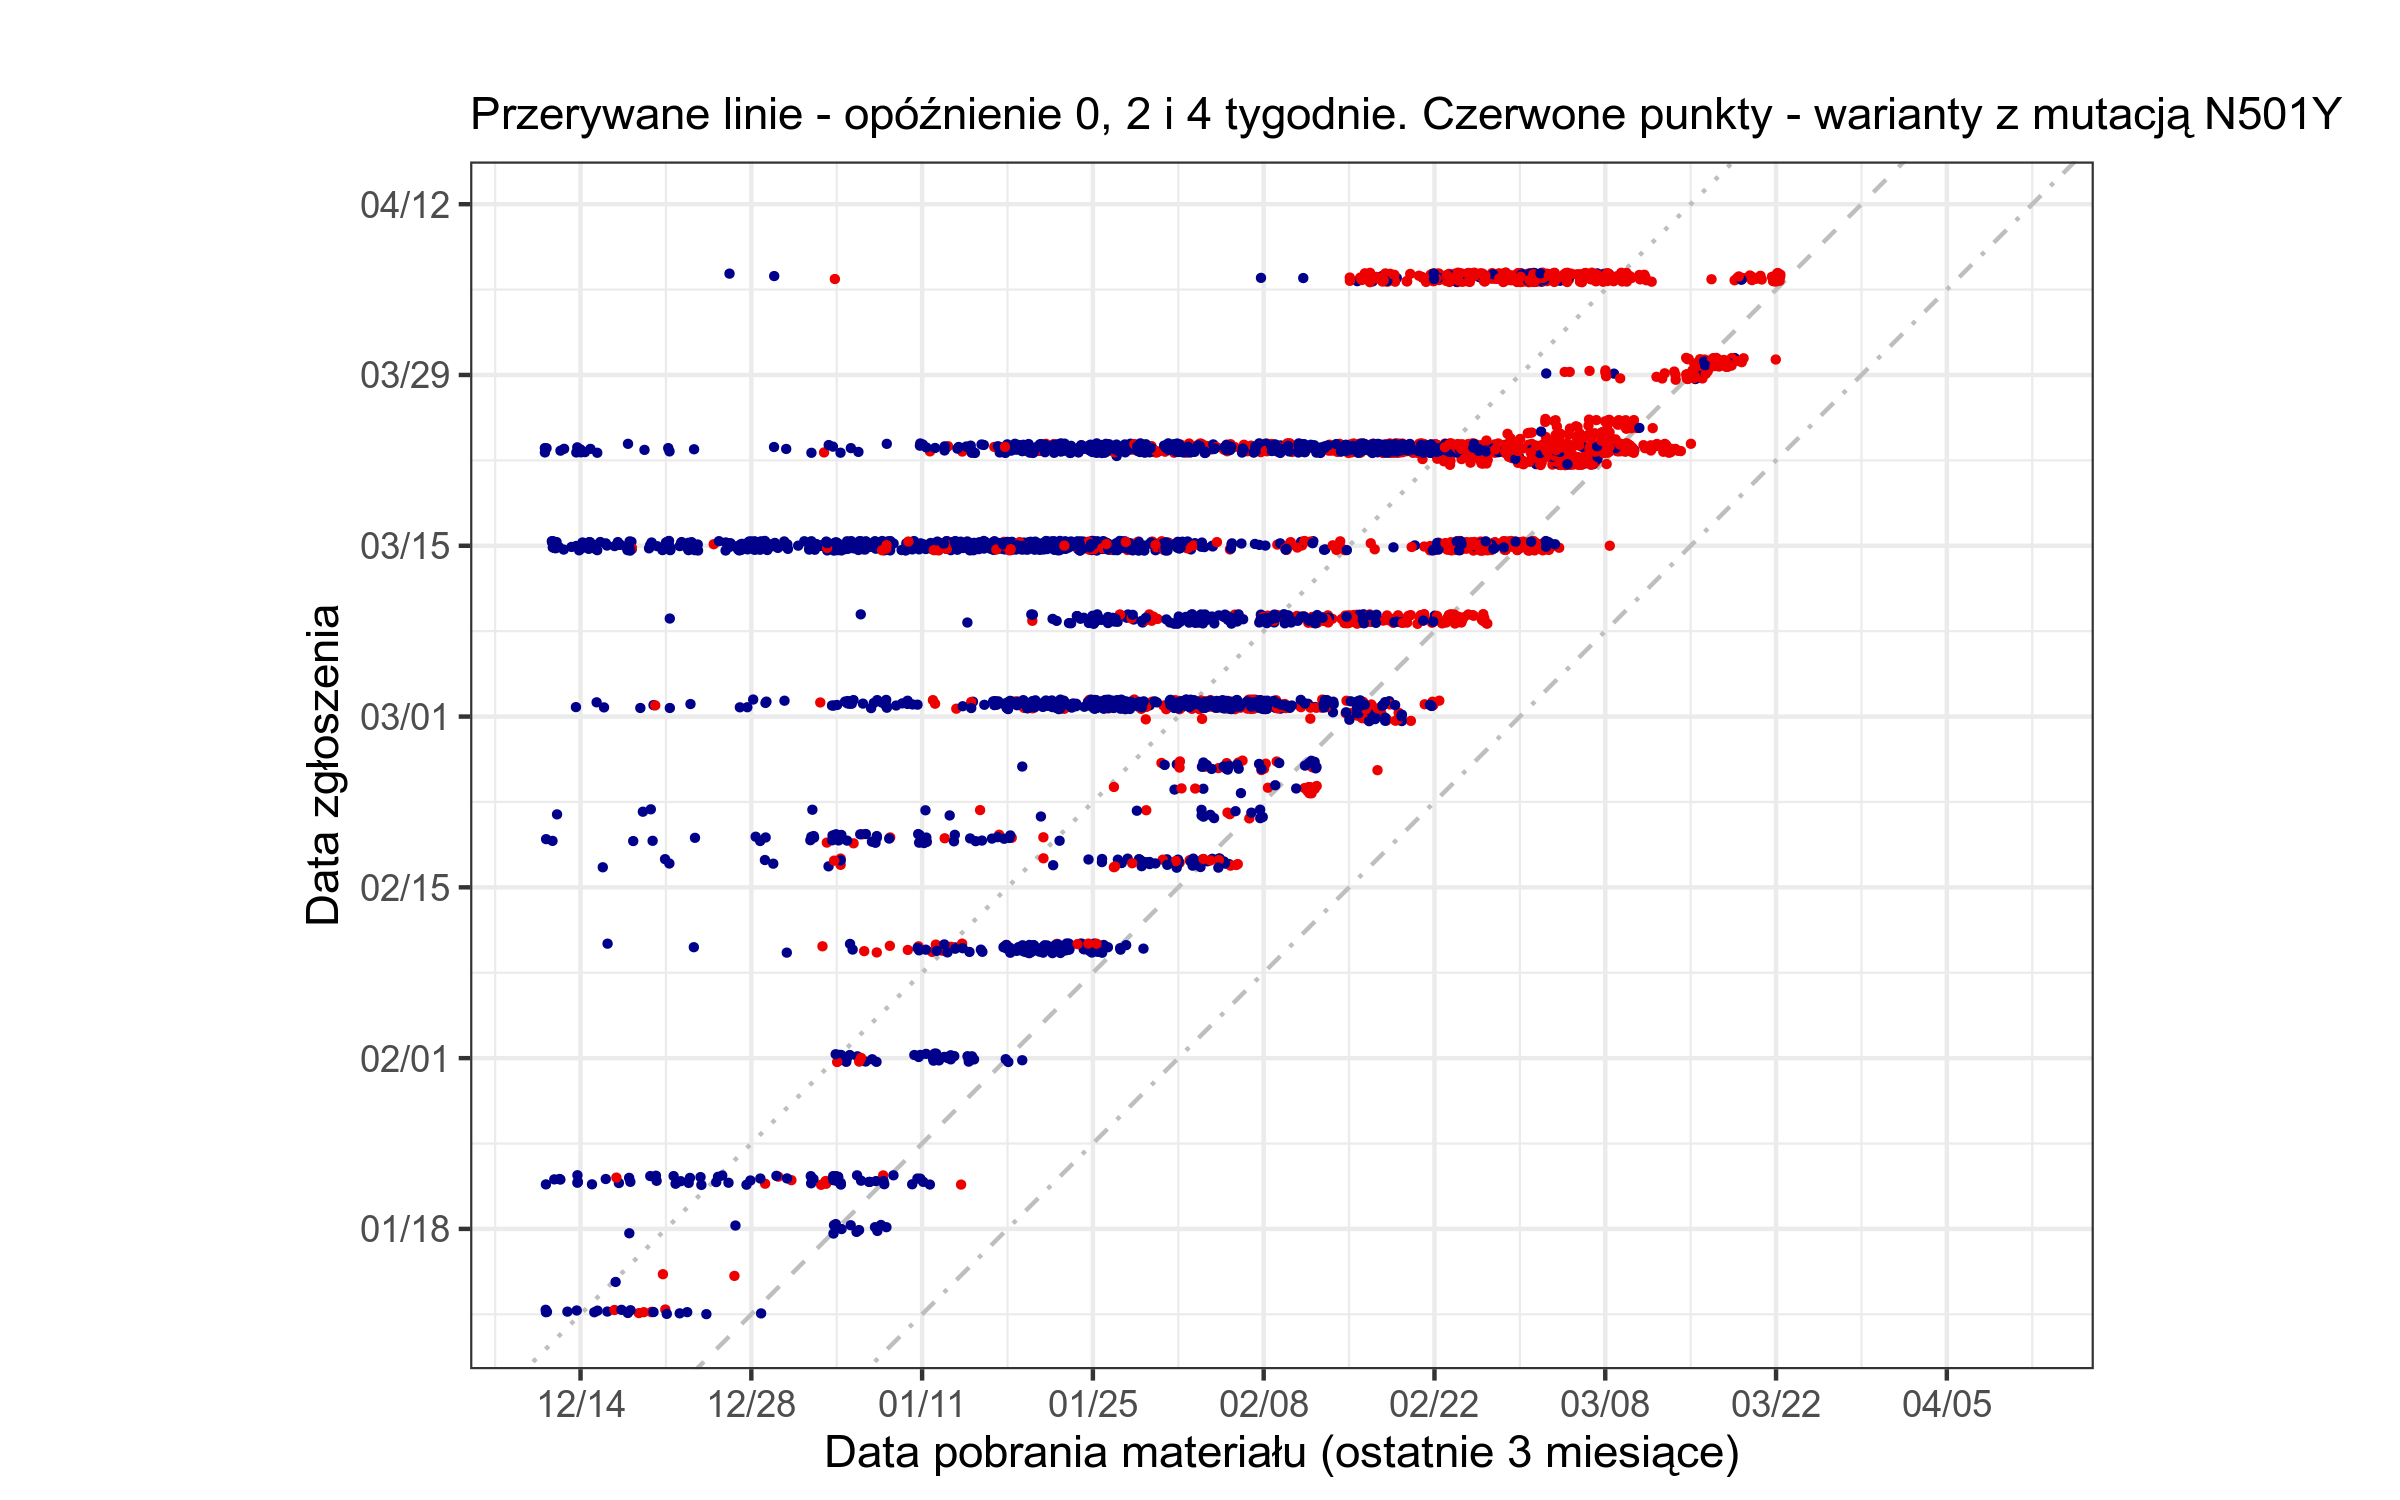 Przerywane linie - opóźnienie 0, 2 i 4 tygodnie. Czerwone punkty - warianty z mutacją N501Y
04/12
03/29
03/15
03/01
02/15
02/01
01/18
Data zgłoszenia
12/14 12/28 01/11 01/25 02/08 02/22 03/08 03/22 04/05
Data pobrania materiału (ostatnie 3 miesiące)